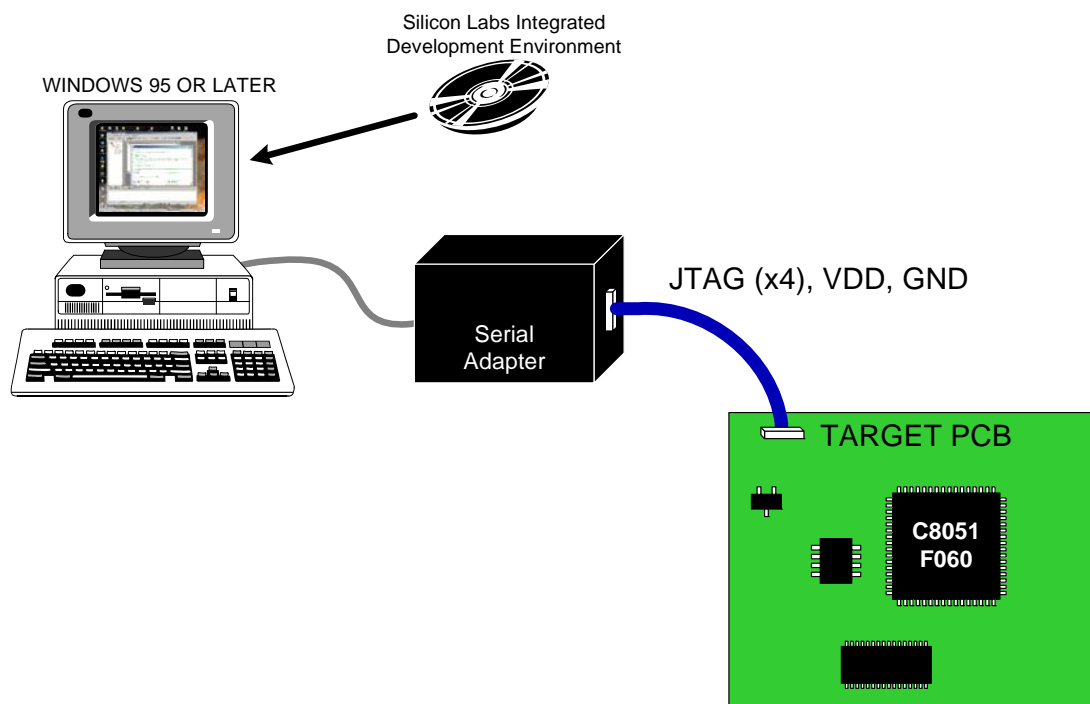 Silicon Labs Integrated
Development Environment
WINDOWS 95 OR LATER
JTAG (x4), VDD, GND
Serial
Adapter
TARGET PCB
C8051
F060